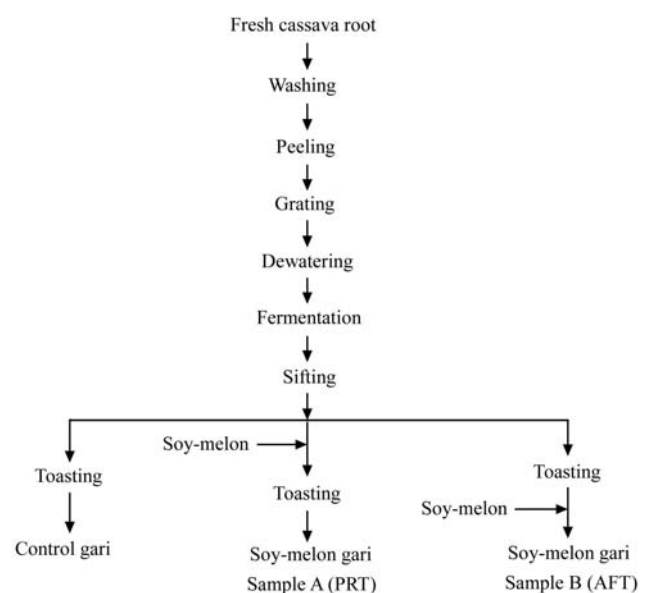 Fresh cassava root
Washing
Peeling
Grating
Dewatering
Fermentation
Sifting
Toasting
Control gari
Soy-melon
Toasting
Soy-melon gari
Sample A (PRT)
Toasting
Soy-melon
Soy-melon gari
Sample B (AFT)